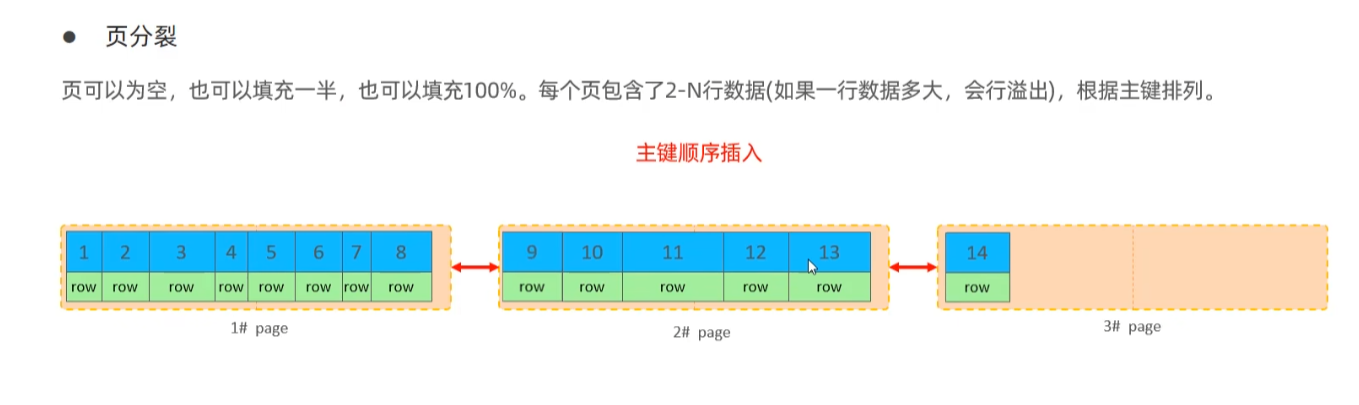 ● 页分裂
页可以为空，也可以填充一半，也可以填充100%。每个页包含了2-N行数据(如果一行数据多大，会行溢出)，根据主键排列。
主键顺序插入
1 2 3 4 5 6 7 8 9 10 11 12 13 14
row row row row row row row row row row row row row row
1# page 2# page 3# page